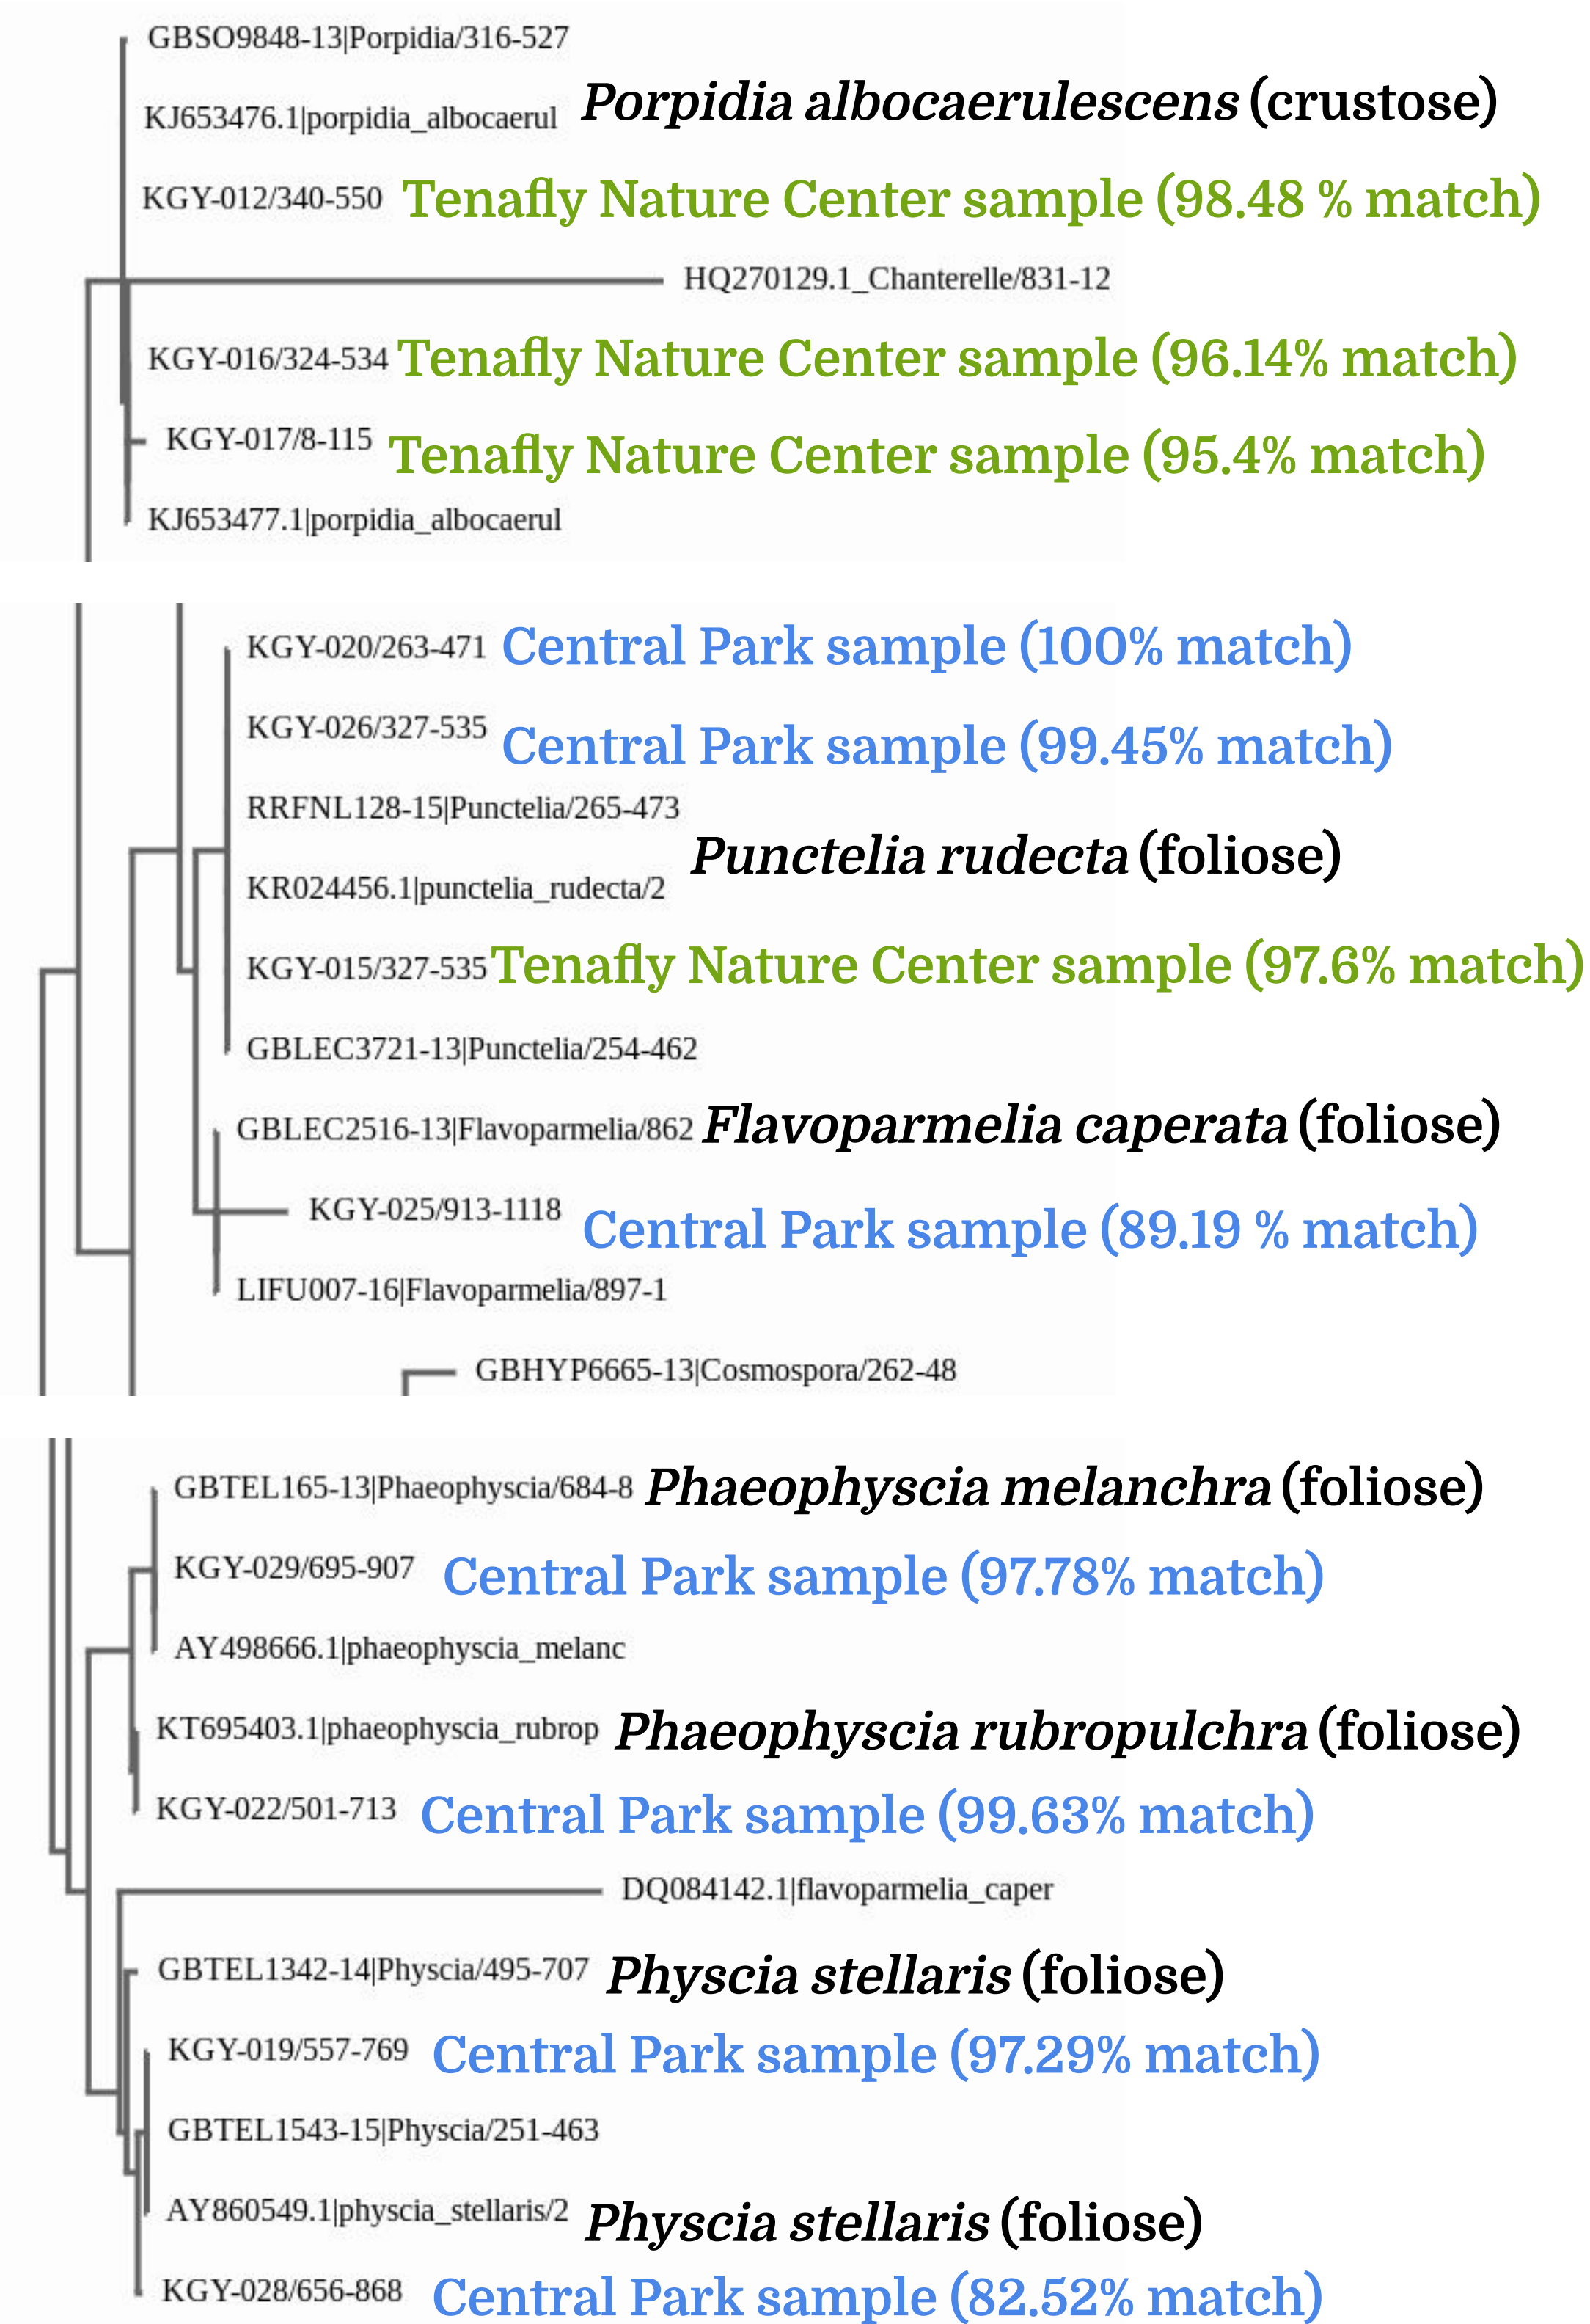 GBSO9848-13|Porpidia/316-527
KJ653476.1|porpidia_albocaerul Porpidia albocaerulescens (crustose)
KGY-012/340-550 Tenafly Nature Center sample (98.48 % match)
HQ270129.1_Chanterelle/831-12
KGY-016/324-534 Tenafly Nature Center sample (96.14% match)
KGY-017/8-115 Tenafly Nature Center sample (95.4% match)
KJ653477.1|porpidia_albocaerul
KGY-020/263-471 Central Park sample (100% match)
KGY-026/327-535 Central Park sample (99.45% match)
RRFNL128-15|Punctelia/265-473
Punctelia rudecta (foliose)
KR024456.1|punctelia_rudecta/2
KGY-015/327-535 Tenafly Nature Center sample (97.6% match)
GBLEC3721-13|Punctelia/254-462
GBLEC2516-13|Flavoparmelia/862 Flavoparmelia caperata (foliose)
KGY-025/913-1118 Central Park sample (89.19 % match)
LIFU007-16|Flavoparmelia/897-1
GBHYP6665-13|Cosmospora/262-48
GBTEL165-13|Phaeophyscia/684-8 Phaeophyscia melanchra (foliose)
KGY-029/695-907 Central Park sample (97.78% match)
AY498666.1|phaeophyscia_melanc
KT695403.1|phaeophyscia_rubrop Phaeophyscia rubropulchra (foliose)
KGY-022/501-713 Central Park sample (99.63% match)
DQ084142.1|flavoparmelia_caper
GBTEL1342-14|Physcia/495-707 Physcia stellaris (foliose)
KGY-019/557-769 Central Park sample (97.29% match)
GBTEL1543-15|Physcia/251-463
AY860549.1|physcia_stellaris/2 Physcia stellaris (foliose)
KGY-028/656-868 Central Park sample (82.52% match)